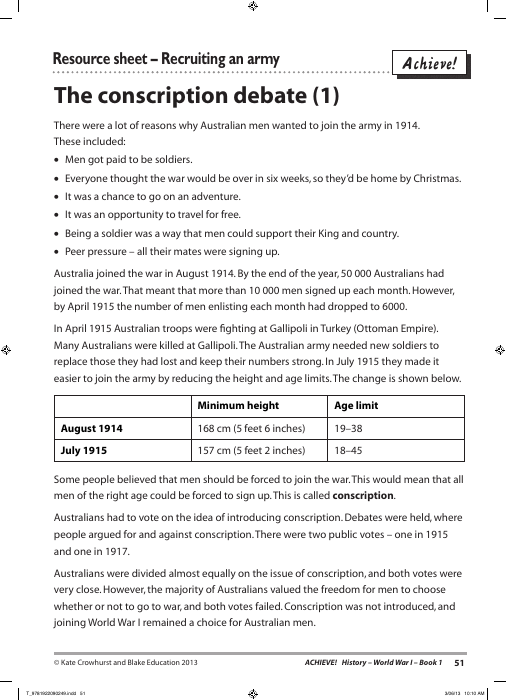 Resource sheet – Recruiting an army
Achieve!
The conscription debate (1)
There were a lot of reasons why Australian men wanted to join the army in 1914.
These included:
• Men got paid to be soldiers.
• Everyone thought the war would be over in six weeks, so they'd be home by Christmas.
• It was a chance to go on an adventure.
• It was an opportunity to travel for free.
• Being a soldier was a way that men could support their King and country.
• Peer pressure – all their mates were signing up.
Australia joined the war in August 1914. By the end of the year, 50 000 Australians had
joined the war. That meant that more than 10 000 men signed up each month. However,
by April 1915 the number of men enlisting each month had dropped to 6000.
In April 1915 Australian troops were fighting at Gallipoli in Turkey (Ottoman Empire).
Many Australians were killed at Gallipoli. The Australian army needed new soldiers to
replace those they had lost and keep their numbers strong. In July 1915 they made it
easier to join the army by reducing the height and age limits. The change is shown below.
Minimum height Age limit
August 1914 168 cm (5 feet 6 inches) 19–38
July 1915 157 cm (5 feet 2 inches) 18–45
Some people believed that men should be forced to join the war. This would mean that all
men of the right age could be forced to sign up. This is called conscription.
Australians had to vote on the idea of introducing conscription. Debates were held, where
people argued for and against conscription. There were two public votes – one in 1915
and one in 1917.
Australians were divided almost equally on the issue of conscription, and both votes were
very close. However, the majority of Australians valued the freedom for men to choose
whether or not to go to war, and both votes failed. Conscription was not introduced, and
joining World War I remained a choice for Australian men.
© Kate Crowhurst and Blake Education 2013 ACHIEVE! History – World War I – Book 1 51
T_9781922090249.indd 51 3/26/13 10:10 AM